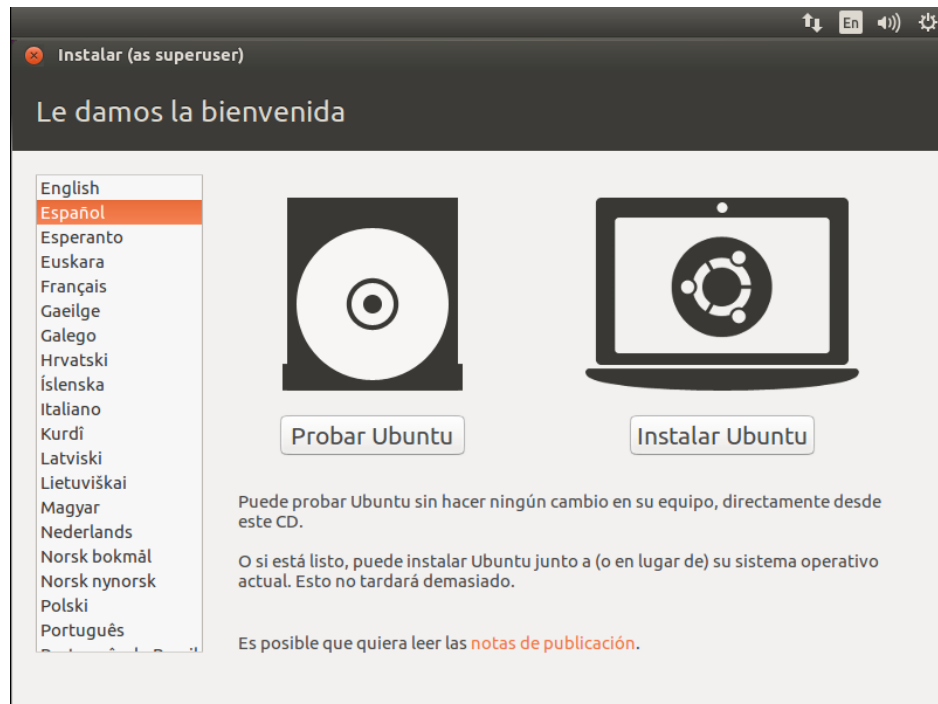 En
Instalar (as superuser)
Le damos la bienvenida
English
Español
Esperanto
Euskara
Français
Gaeilge
Galego
Hrvatski
Íslenska
Italiano
Kurdî
Latviski
Lietuviškai
Magyar
Nederlands
Norsk bokmål
Norsk nynorsk
Polski
Português
Probar Ubuntu
Instalar Ubuntu
Puede probar Ubuntu sin hacer ningún cambio en su equipo, directamente desde
este CD.
O si está listo, puede instalar Ubuntu junto a (o en lugar de) su sistema operativo
actual. Esto no tardará demasiado.
Es posible que quiera leer las notas de publicación.